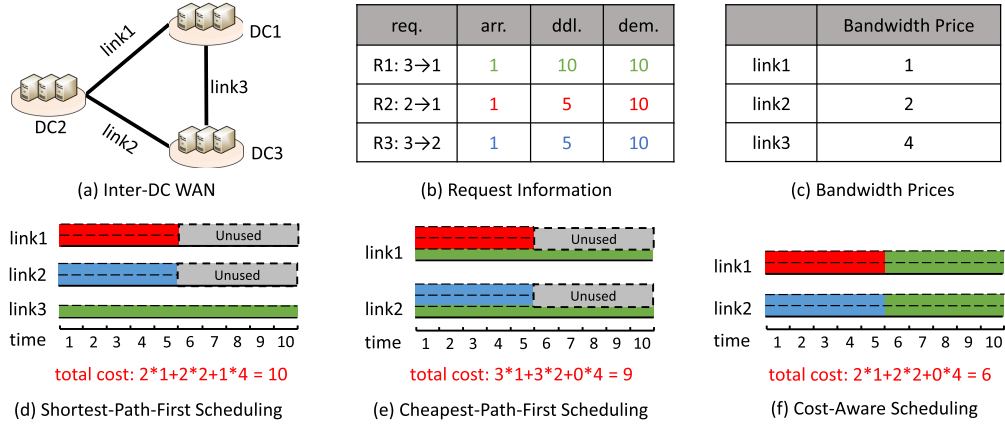 link1
DC1
link3
DC2
link2
DC3
(a) Inter-DC WAN
req. arr. ddl. dem.
R1: 3→1 1 10 10
R2: 2→1 1 5 10
R3: 3→2 1 5 10
(b) Request Information
Bandwidth Price
link1 1
link2 2
link3 4
(c) Bandwidth Prices
link1 Unused
link2 Unused
link3
time 1 2 3 4 5 6 7 8 9 10
total cost: 2*1+2*2+1*4 = 10
(d) Shortest-Path-First Scheduling
Unused
link1
Unused
link2
time 1 2 3 4 5 6 7 8 9 10
total cost: 3*1+3*2+0*4 = 9
(e) Cheapest-Path-First Scheduling
link1
link2
time 1 2 3 4 5 6 7 8 9 10
total cost: 2*1+2*2+0*4 = 6
(f) Cost-Aware Scheduling